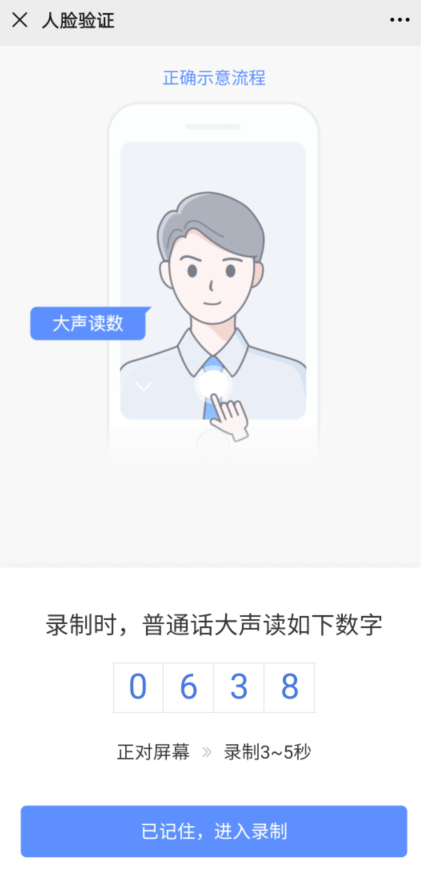 人脸验证
正确示意流程
大声读数
录制时，普通话大声读如下数字
0 6 3 8
正对屏幕 » 录制3~5秒
已记住，进入录制